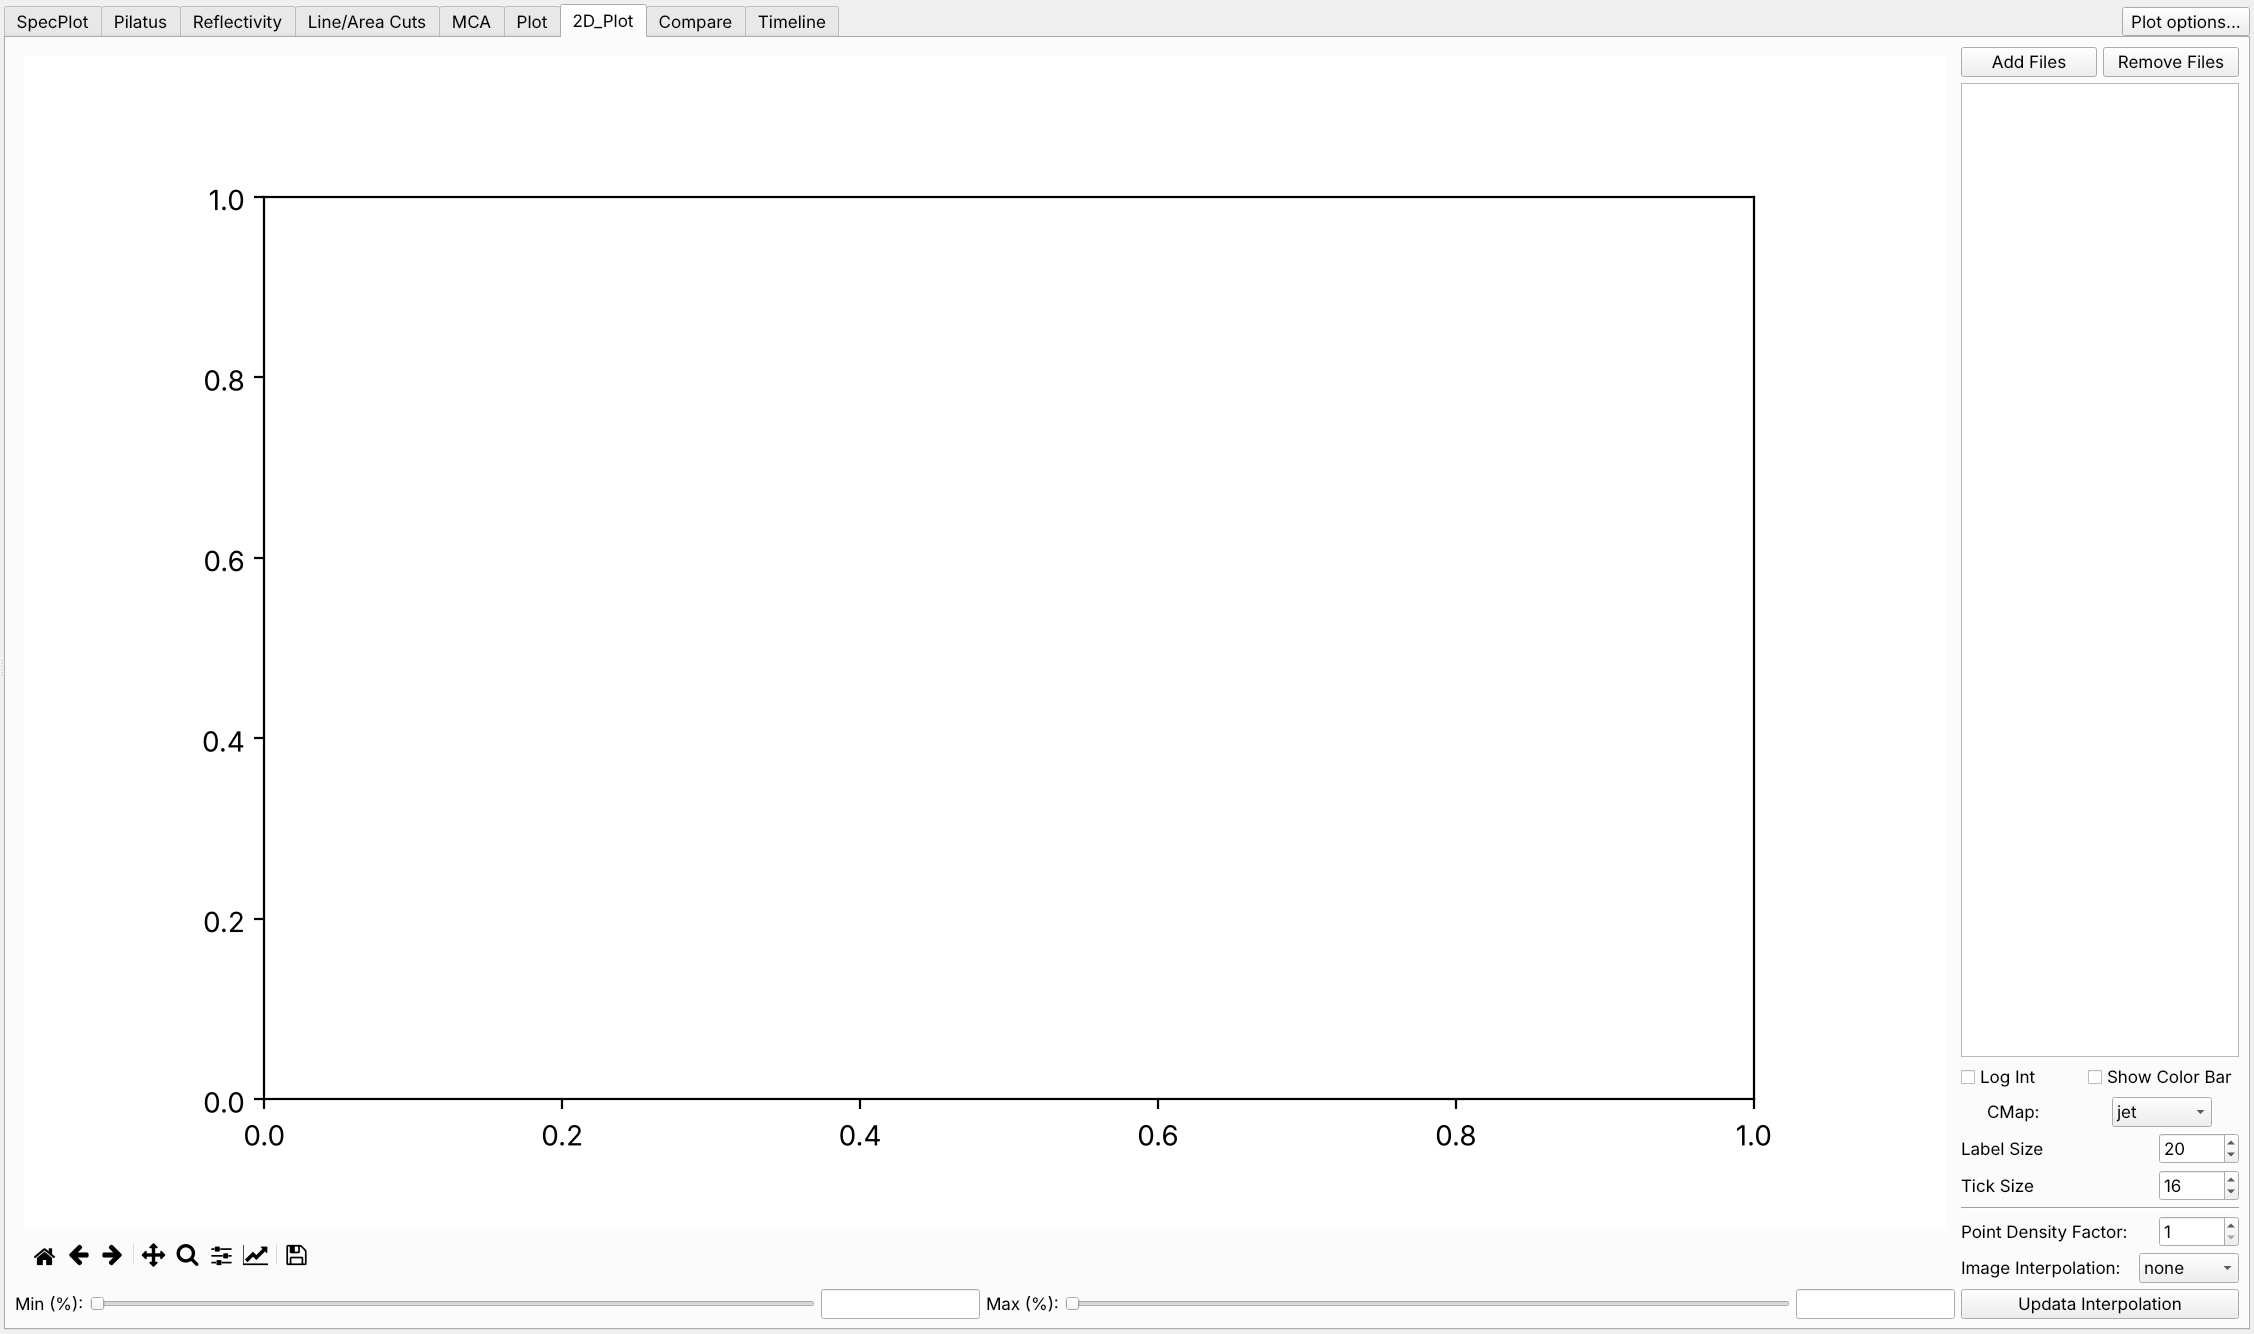 SpecPlot Pilatus Reflectivity Line/Area Cuts MCA Plot 2D_Plot Compare Timeline Plot options...
Add Files Remove Files
1.0
0.8
0.6
0.4
0.2
0.0
0.0 0.2 0.4 0.6 0.8 1.0
Log Int Show Color Bar
CMap: jet
Label Size 20
Tick Size 16
Point Density Factor: 1
Image Interpolation: none
Min (%): Max (%): Updata Interpolation